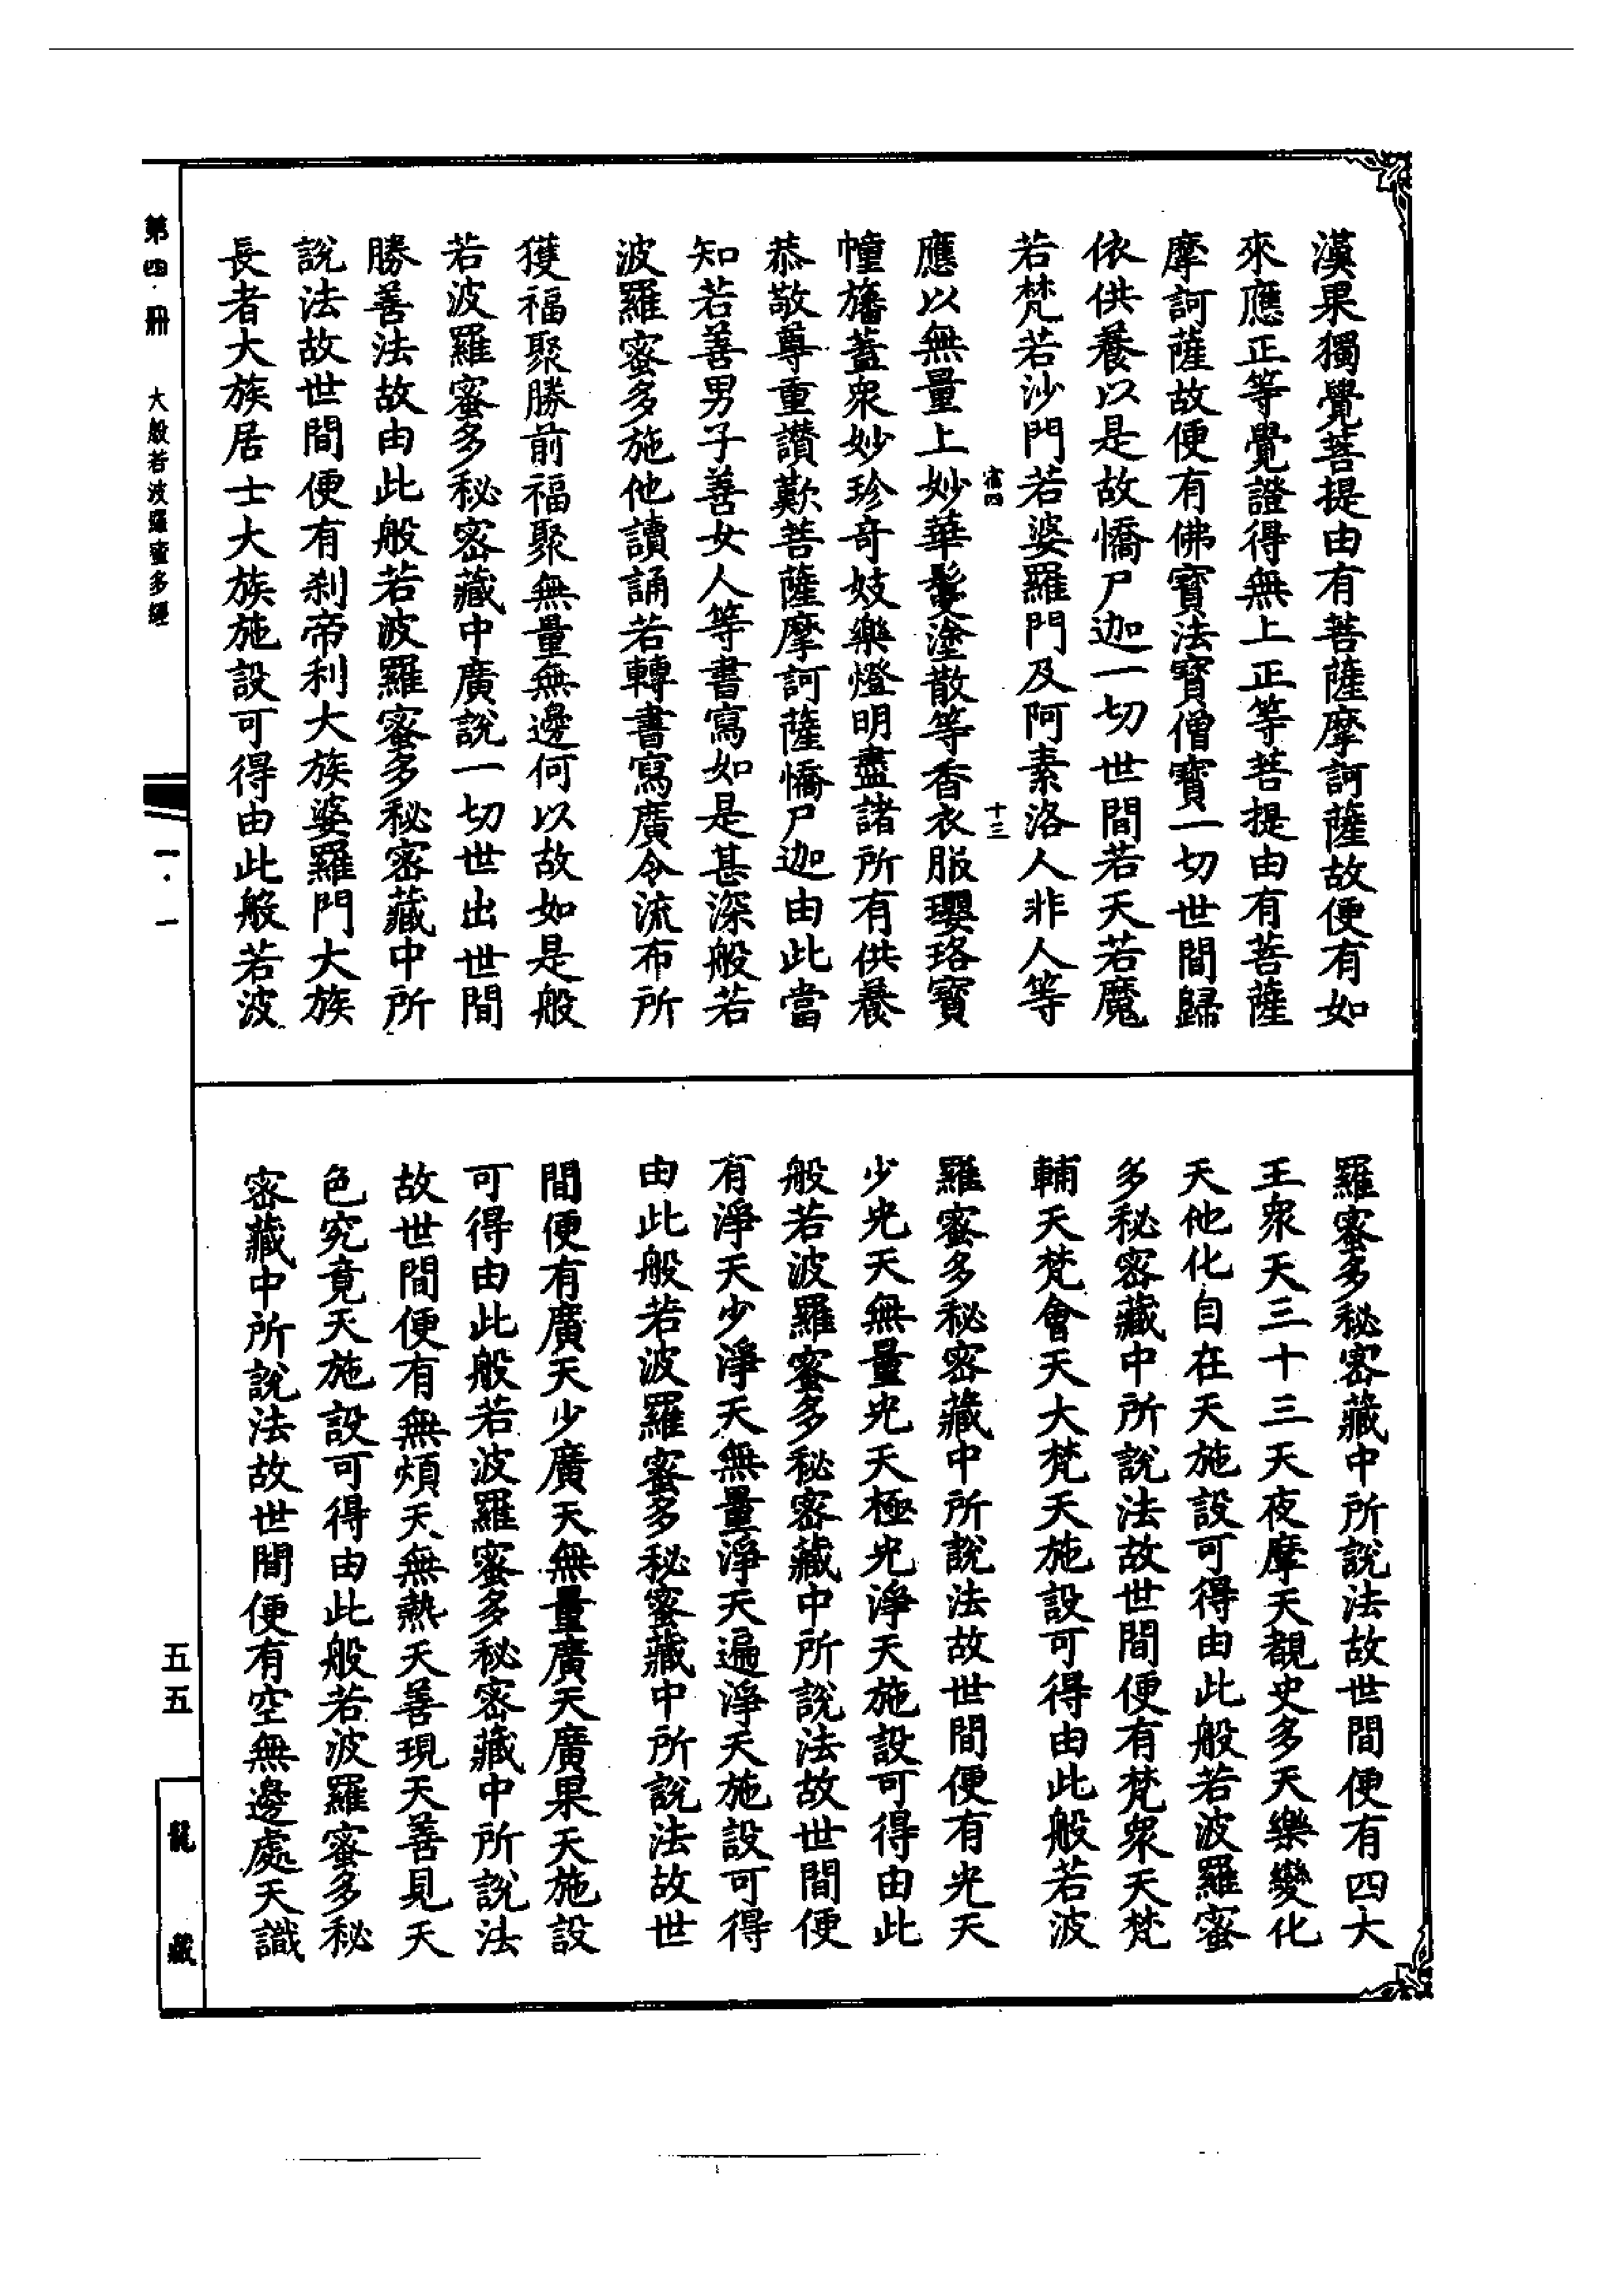 漢果獨覺菩提由有菩薩摩訶薩故便有如
來應正等覺證得無上正等菩提由有菩薩
摩訶薩故便有佛寶法寶僧寶一切世間歸
依供養以是故憍尸迦一切世間若天若魔
若梵若沙門若婆羅門及阿素洛人非人等
宿四 十三
應以無量上妙華鬘塗散等香衣服瓔珞寶
幢旛蓋衆妙珍奇妓樂燈明盡諸所有供養
恭敬尊重讚歎菩薩摩訶薩憍尸迦由此當
知若善男子善女人等書寫如是甚深般若
波羅蜜多施他讀誦若轉書寫廣令流布所
獲福聚勝前福聚無量無邊何以故如是般
若波羅蜜多秘密藏中廣說一切世出世間
勝善法故由此般若波羅蜜多秘密藏中所
說法故世間便有刹帝利大族婆羅門大族
長者大族居士大族施設可得由此般若波
羅蜜多秘密藏中所說法故世間便有四大
王衆天三十三天夜摩天覩史多天樂變化
天他化自在天施設可得由此般若波羅蜜
多秘密藏中所說法故世間便有梵衆天梵
輔天梵會天大梵天施設可得由此般若波
羅蜜多秘密藏中所說法故世間便有光天
少光天無量光天極光淨天施設可得由此
般若波羅蜜多秘密藏中所說法故世間便
有淨天少淨天無量淨天遍淨天施設可得
由此般若波羅蜜多秘蜜藏中所說法故世
間便有廣天少廣天無量廣天廣果天施設
可得由此般若波羅蜜多秘密藏中所說法
故世間便有無煩天無熱天善現天善見天
色究竟天施設可得由此般若波羅蜜多秘
密藏中所說法故世間便有空無邊處天識
第四·冊 大般若波羅蜜多經 一·一 五五 龍藏